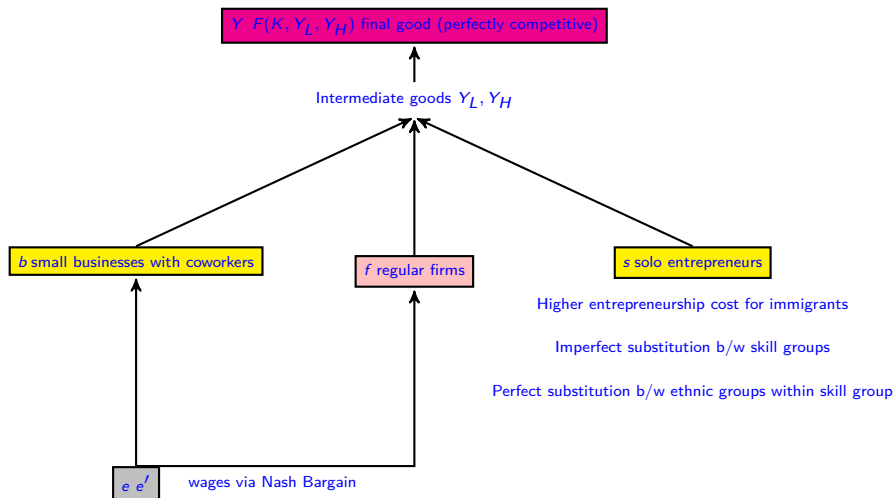 Y F(K, Y_L, Y_H) final good (perfectly competitive)
Intermediate goods Y_L, Y_H
b small businesses with coworkers
f regular firms
s solo entrepreneurs
Higher entrepreneurship cost for immigrants
Imperfect substitution b/w skill groups
Perfect substitution b/w ethnic groups within skill group
e e′
wages via Nash Bargain